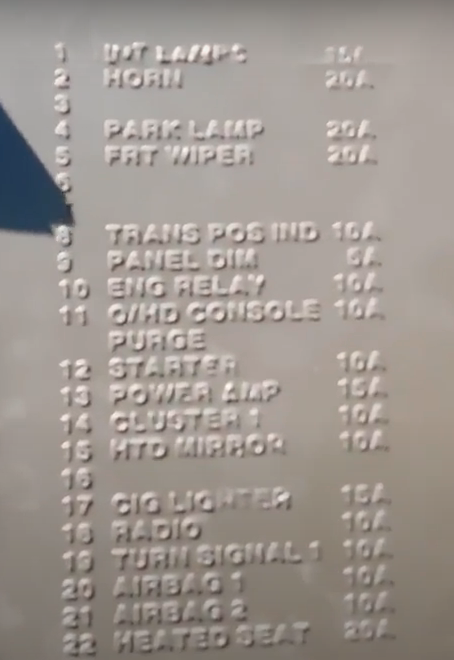 1 INT LAMPS 15A
2 HORN 20A
3
4 PARK LAMP 20A
5 FRT WIPER 20A
6
8 TRANS POS IND 10A
9 PANEL DIM 5A
10 ENG RELAY 10A
11 O/HD CONSOLE 10A
PURGE
12 STARTER 10A
13 POWER AMP 15A
14 CLUSTER 1 10A
15 HTD MIRROR 10A
16
17 CIG LIGHTER 15A
18 RADIO 10A
19 TURN SIGNAL 1 10A
20 AIRBAG 1 10A
21 AIRBAG 2 10A
22 HEATED SEAT 20A